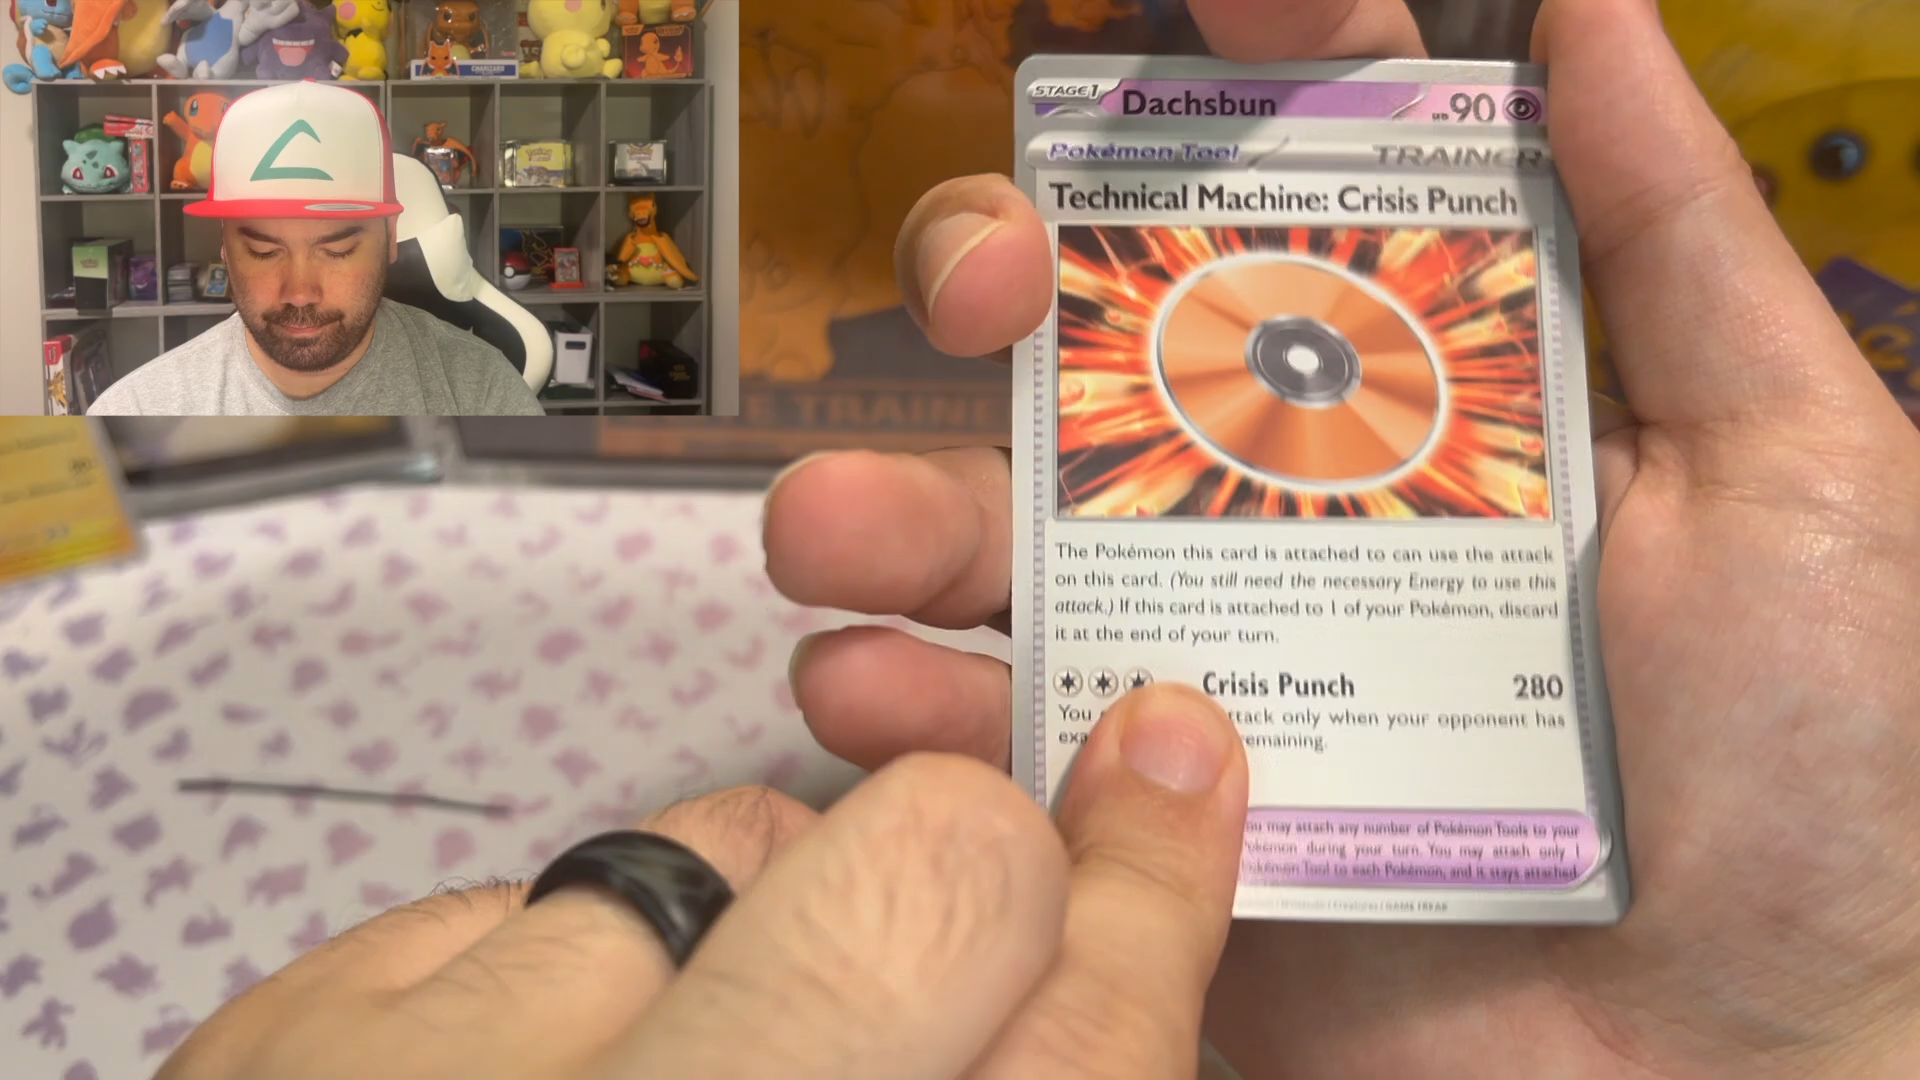 CHARIZARD
STAGE 1 Dachsbun 90
Pokémon Tool TRAINER
Technical Machine: Crisis Punch
The Pokémon this card is attached to can use the attack
on this card. (You still need the necessary Energy to use this
attack.) If this card is attached to 1 of your Pokémon, discard
it at the end of your turn.
Crisis Punch 280
You attack only when your opponent has
remaining.
may attach any number of Pokémon Tools to your
Pokémon during your turn. You may attach only 1
Pokémon Tool to each Pokémon, and it stays attached